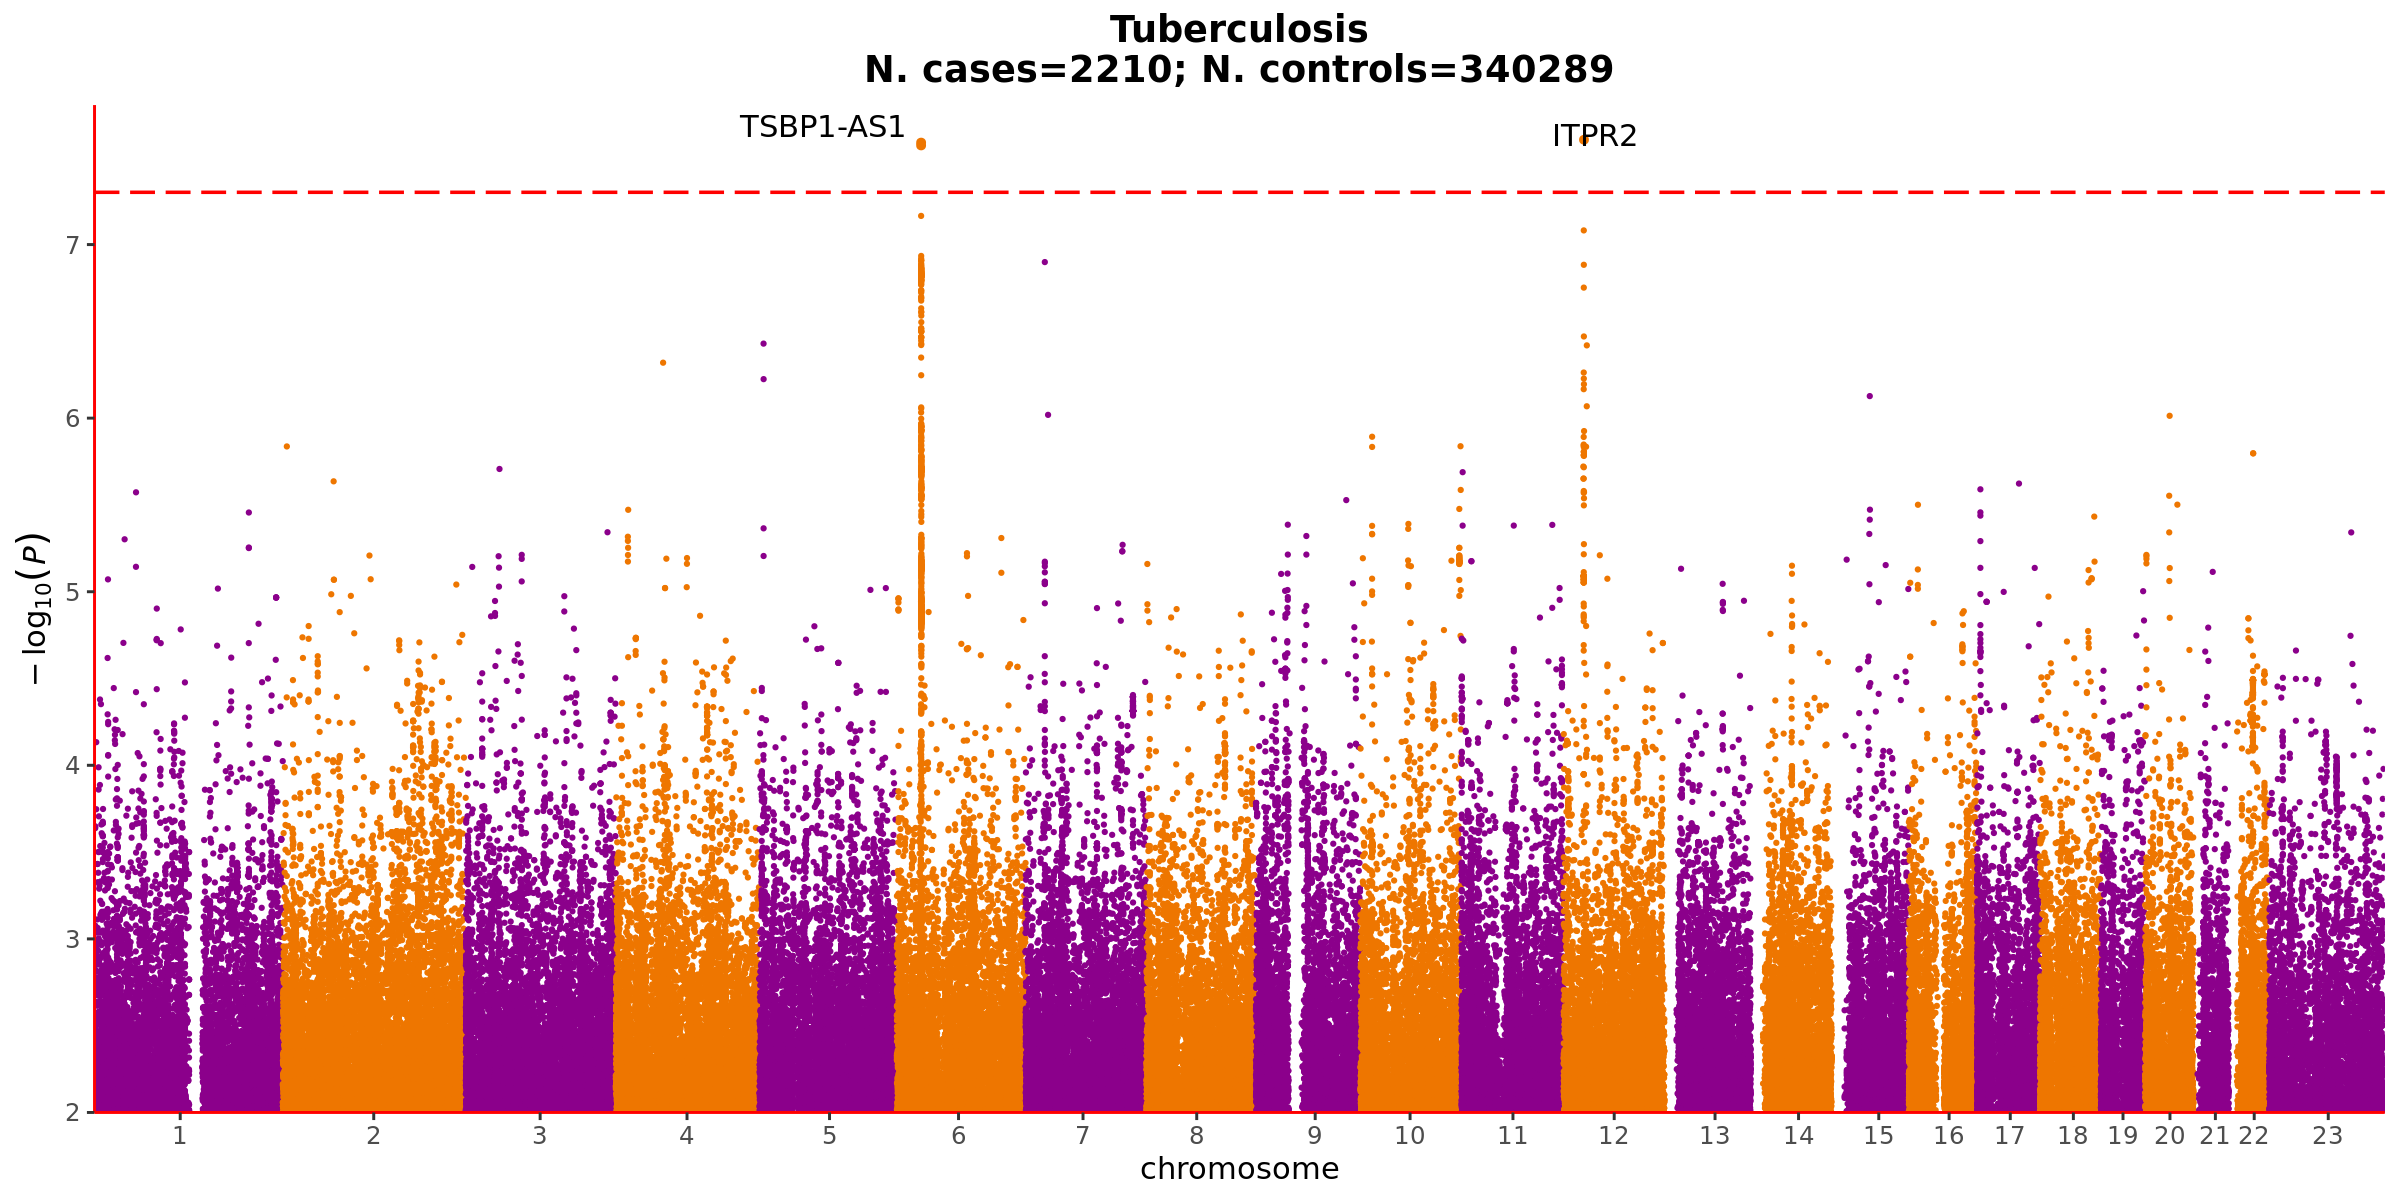 Tuberculosis
N. cases=2210; N. controls=340289
TSBP1-AS1
ITPR2
7
6
5
4
3
2
− log10(P)
1 2 3 4 5 6 7 8 9 10 11 12 13 14 15 16 17 18 19 20 21 22 23
chromosome